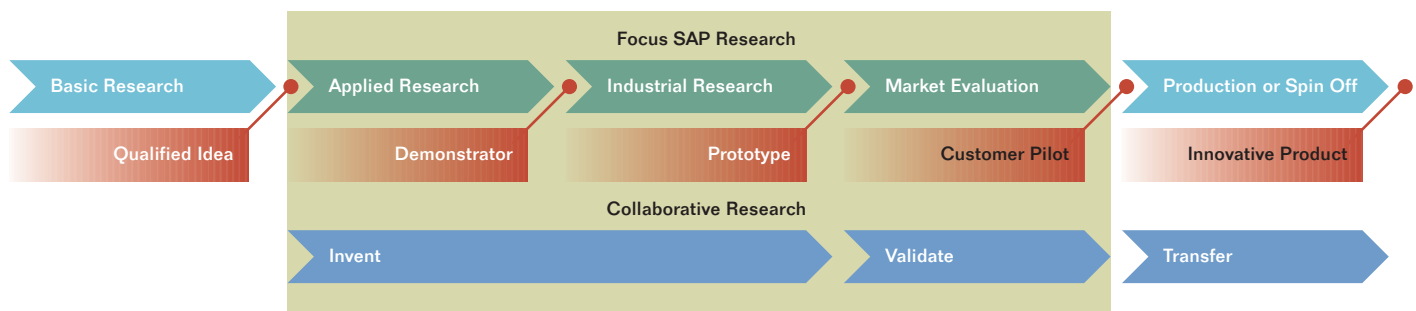 Focus SAP Research
Basic Research
Applied Research
Industrial Research
Market Evaluation
Production or Spin Off
Qualified Idea
Demonstrator
Prototype
Customer Pilot
Innovative Product
Collaborative Research
Invent
Validate
Transfer